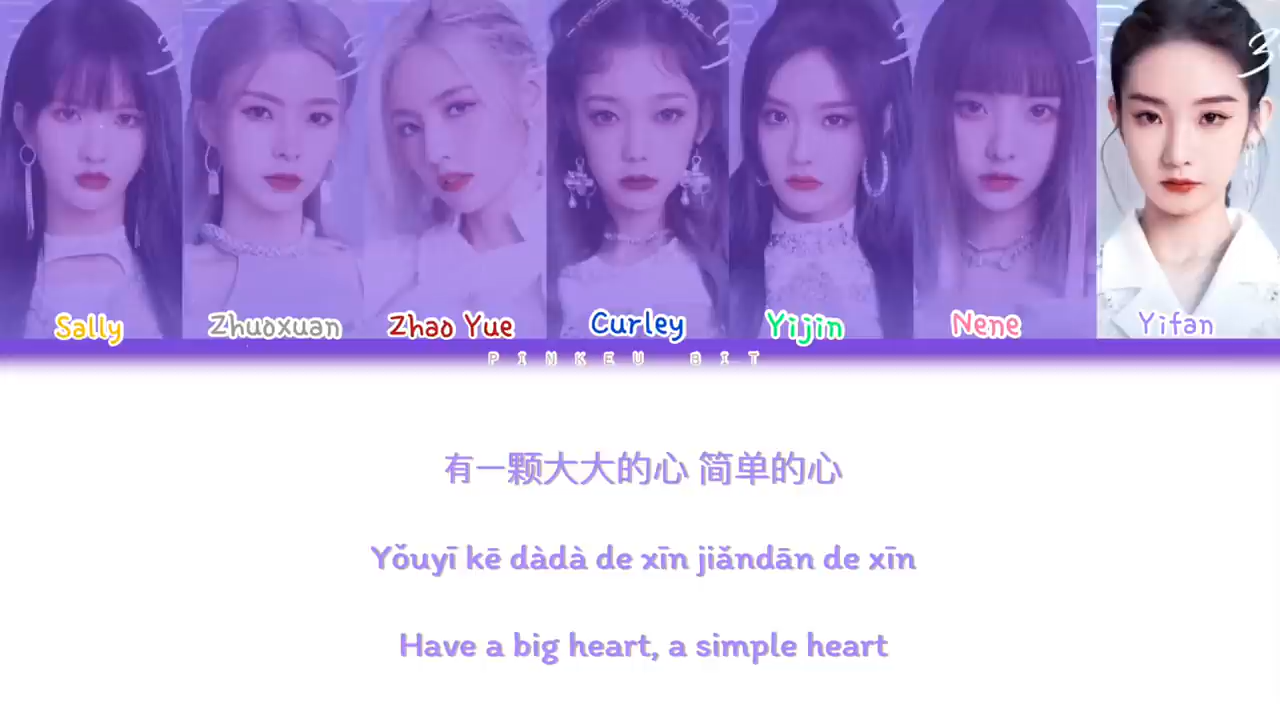 Sally Zhuoxuan Zhao Yue Curley Yijin Nene Yifan
PINKEU BIT
有一颗大大的心 简单的心
Yǒuyī kē dàdà de xīn jiǎndān de xīn
Have a big heart, a simple heart